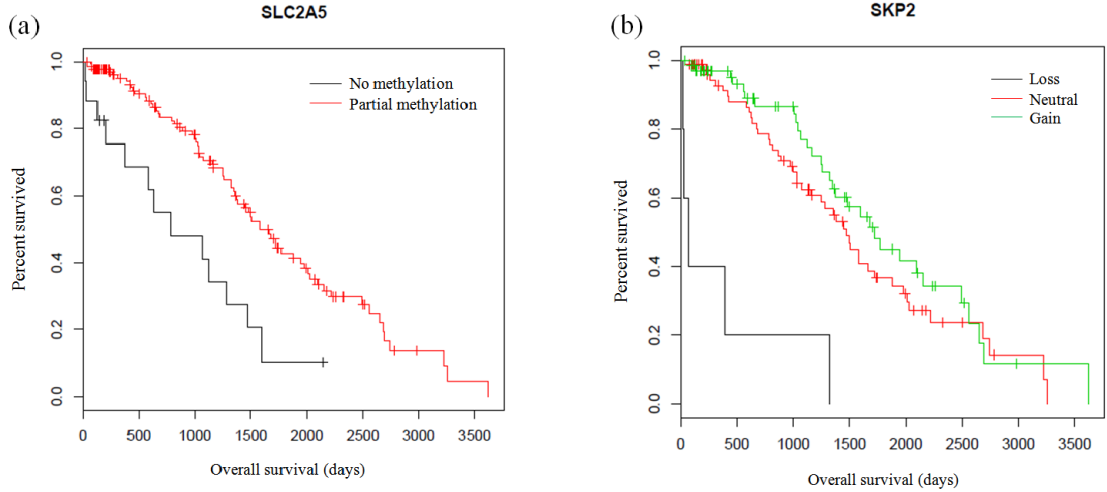 (a)
SLC2A5
Percent survived
1.0
0.8
0.6
0.4
0.2
0.0
No methylation
Partial methylation
0 500 1000 1500 2000 2500 3000 3500
Overall survival (days)
(b)
SKP2
Percent survived
1.0
0.8
0.6
0.4
0.2
0.0
Loss
Neutral
Gain
0 500 1000 1500 2000 2500 3000 3500
Overall survival (days)